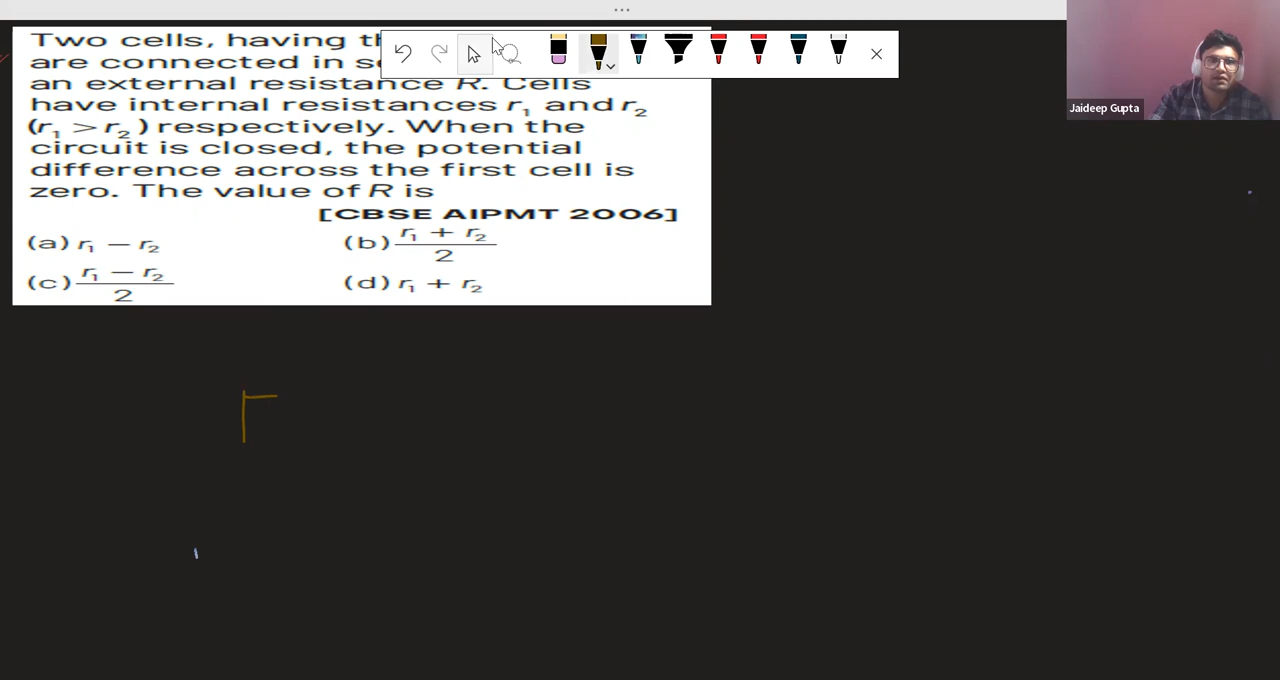 Two cells, having th
are connected in se
an external resistance R. Cells
have internal resistances r₁ and r₂
(r₁ > r₂) respectively. When the
circuit is closed, the potential
difference across the first cell is
zero. The value of R is
[CBSE AIPMT 2006]
(a) r₁ − r₂ (b) r₁ + r₂ / 2
(c) r₁ − r₂ / 2 (d) r₁ + r₂
Jaideep Gupta